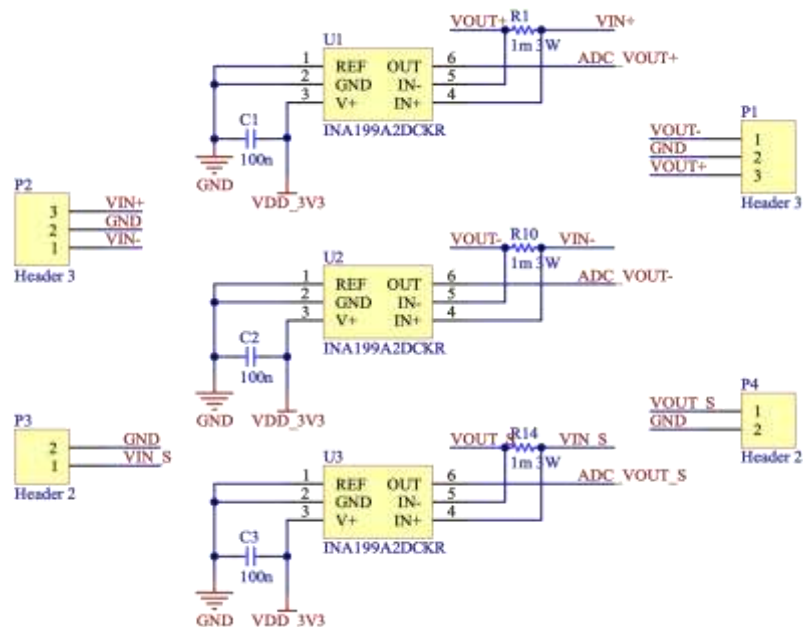 VOUT+ R1 VIN+
1m 3W
U1
1 REF OUT 6 ADC_VOUT+
2 GND IN- 5
3 V+ IN+ 4
INA199A2DCKR
C1
100n
GND
VDD_3V3
P1
VOUT- 1
GND 2
VOUT+ 3
Header 3
P2
3 VIN+
2 GND
1 VIN-
Header 3
VOUT- R10 VIN-
1m 3W
U2
1 REF OUT 6 ADC_VOUT-
2 GND IN- 5
3 V+ IN+ 4
INA199A2DCKR
C2
100n
GND
VDD_3V3
P4
VOUT_S 1
GND 2
Header 2
P3
2 GND
1 VIN_S
Header 2
VOUT_S R14 VIN_S
1m 3W
U3
1 REF OUT 6 ADC_VOUT_S
2 GND IN- 5
3 V+ IN+ 4
INA199A2DCKR
C3
100n
GND
VDD_3V3